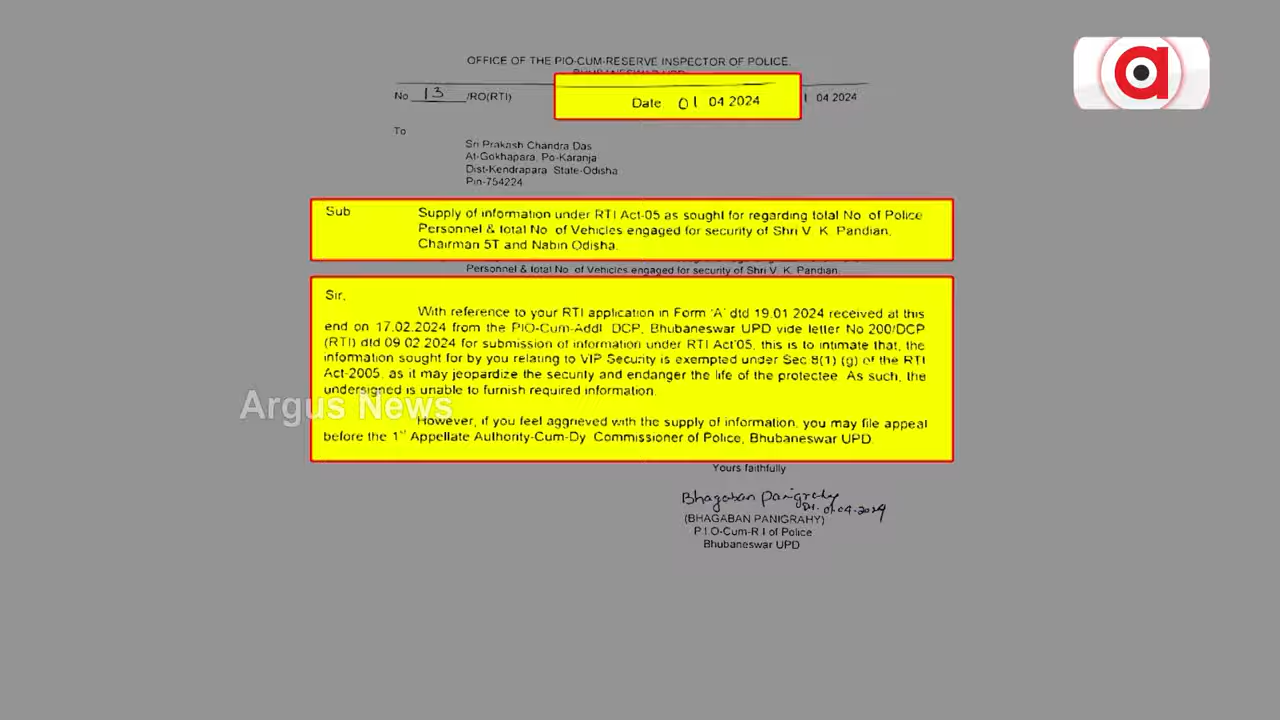 OFFICE OF THE PIO-CUM-RESERVE INSPECTOR OF POLICE.
BHUBANESWAR UPD
No 13 /RO(RTI) Date 01 04 2024 04 2024
To
Sri Prakash Chandra Das
At-Gokhapara, Po-Karanja
Dist-Kendrapara State-Odisha
Pin-754224
Sub Supply of information under RTI Act-05 as sought for regarding total No of Police
Personnel & total No of Vehicles engaged for security of Shri V K Pandian,
Chairman 5T and Nabin Odisha.
Personnel & total No of Vehicles engaged for security of Shri V. K. Pandian,
Sir,
With reference to your RTI application in Form 'A' dtd 19.01 2024 received at this
end on 17.02.2024 from the PIO-Cum-Addl DCP, Bhubaneswar UPD vide letter No 200/DCP
(RTI) dtd 09.02 2024 for submission of information under RTI Act'05, this is to intimate that, the
information sought for by you relating to VIP Security is exempted under Sec 8(1) (g) of the RTI
Act-2005, as it may jeopardize the security and endanger the life of the protectee. As such, the
undersigned is unable to furnish required information.
Argus News
However, if you feel aggrieved with the supply of information, you may file appeal
before the 1st Appellate Authority-Cum-Dy Commissioner of Police, Bhubaneswar UPD.
Yours faithfully
Bhagaban Panigrahy
Dt. 01.04.2024
(BHAGABAN PANIGRAHY)
P I O-Cum-R I of Police
Bhubaneswar UPD
a